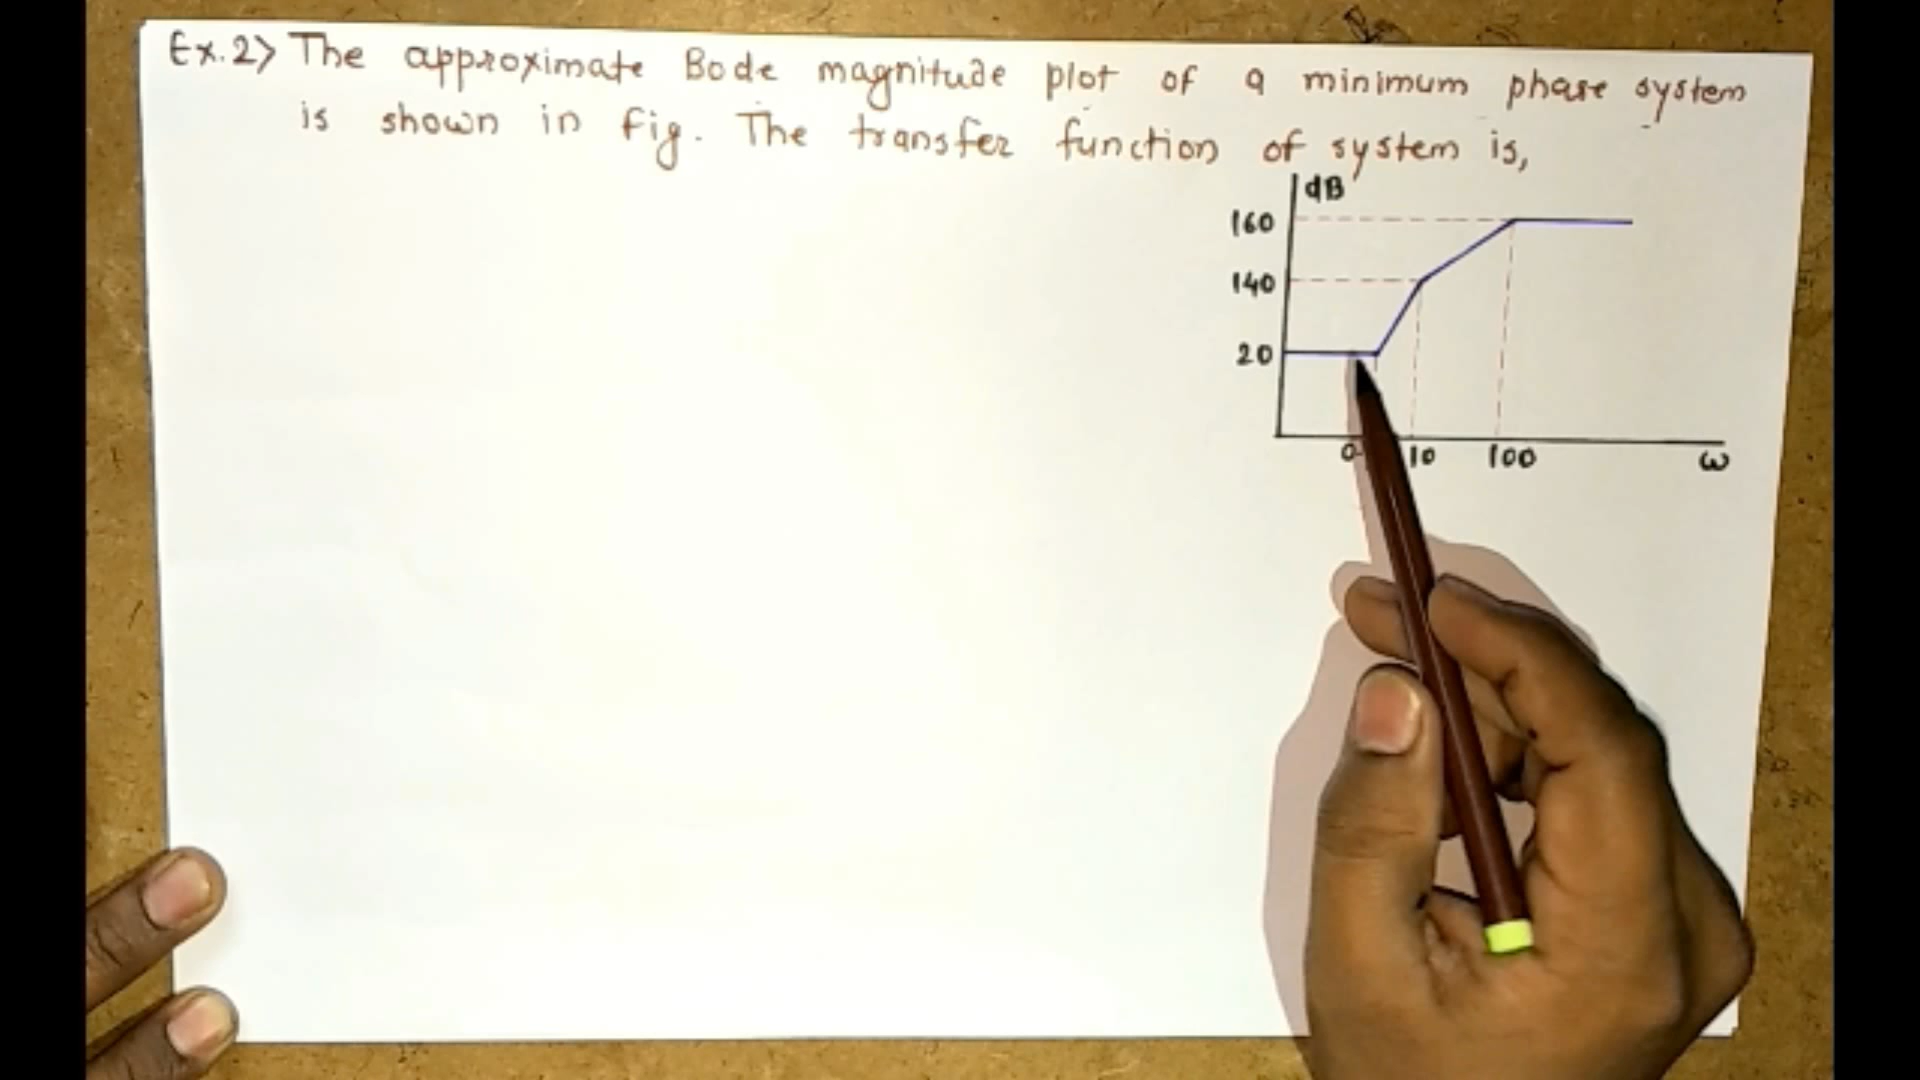 Ex.2) The approximate Bode magnitude plot of a minimum phase system
is shown in fig. The transfer function of system is,
dB
160
140
20
10 100 ω